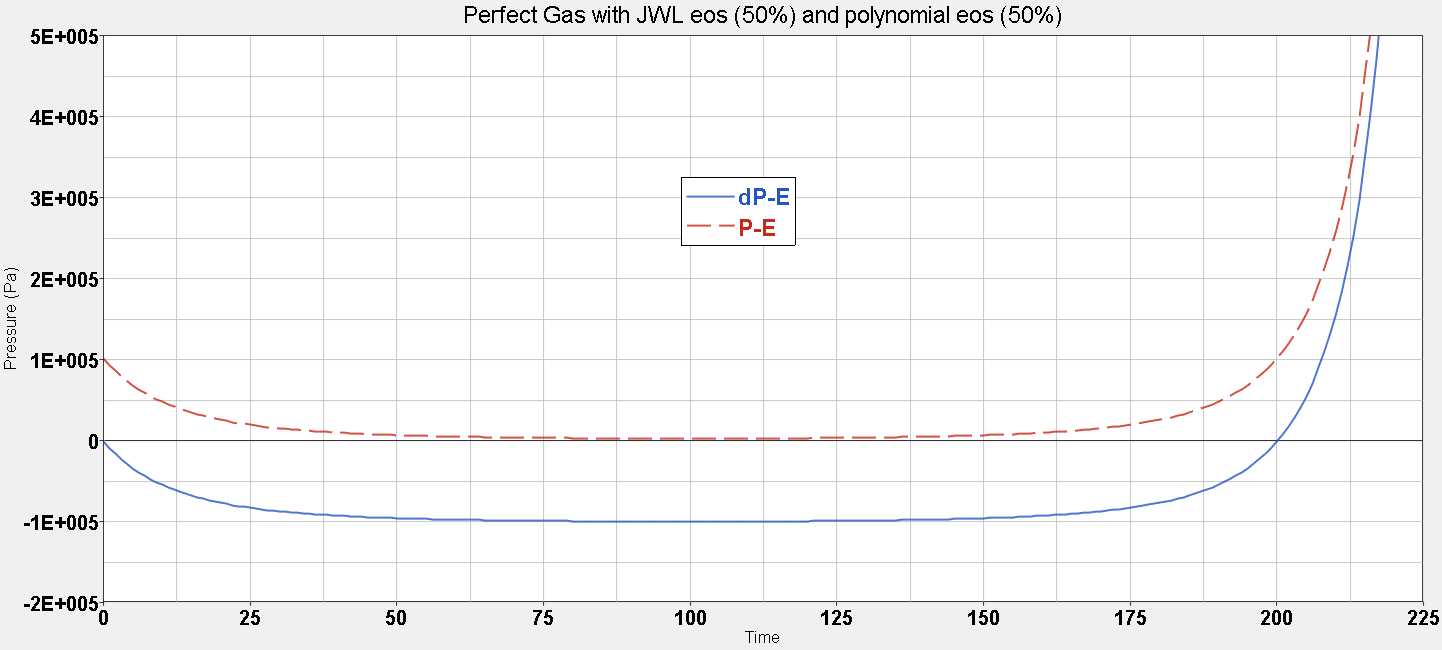 Perfect Gas with JWL eos (50%) and polynomial eos (50%)
5E+005
4E+005
3E+005
2E+005
1E+005
0
-1E+005
-2E+005
Pressure (Pa)
dP-E
P-E
0 25 50 75 100 125 150 175 200 225
Time